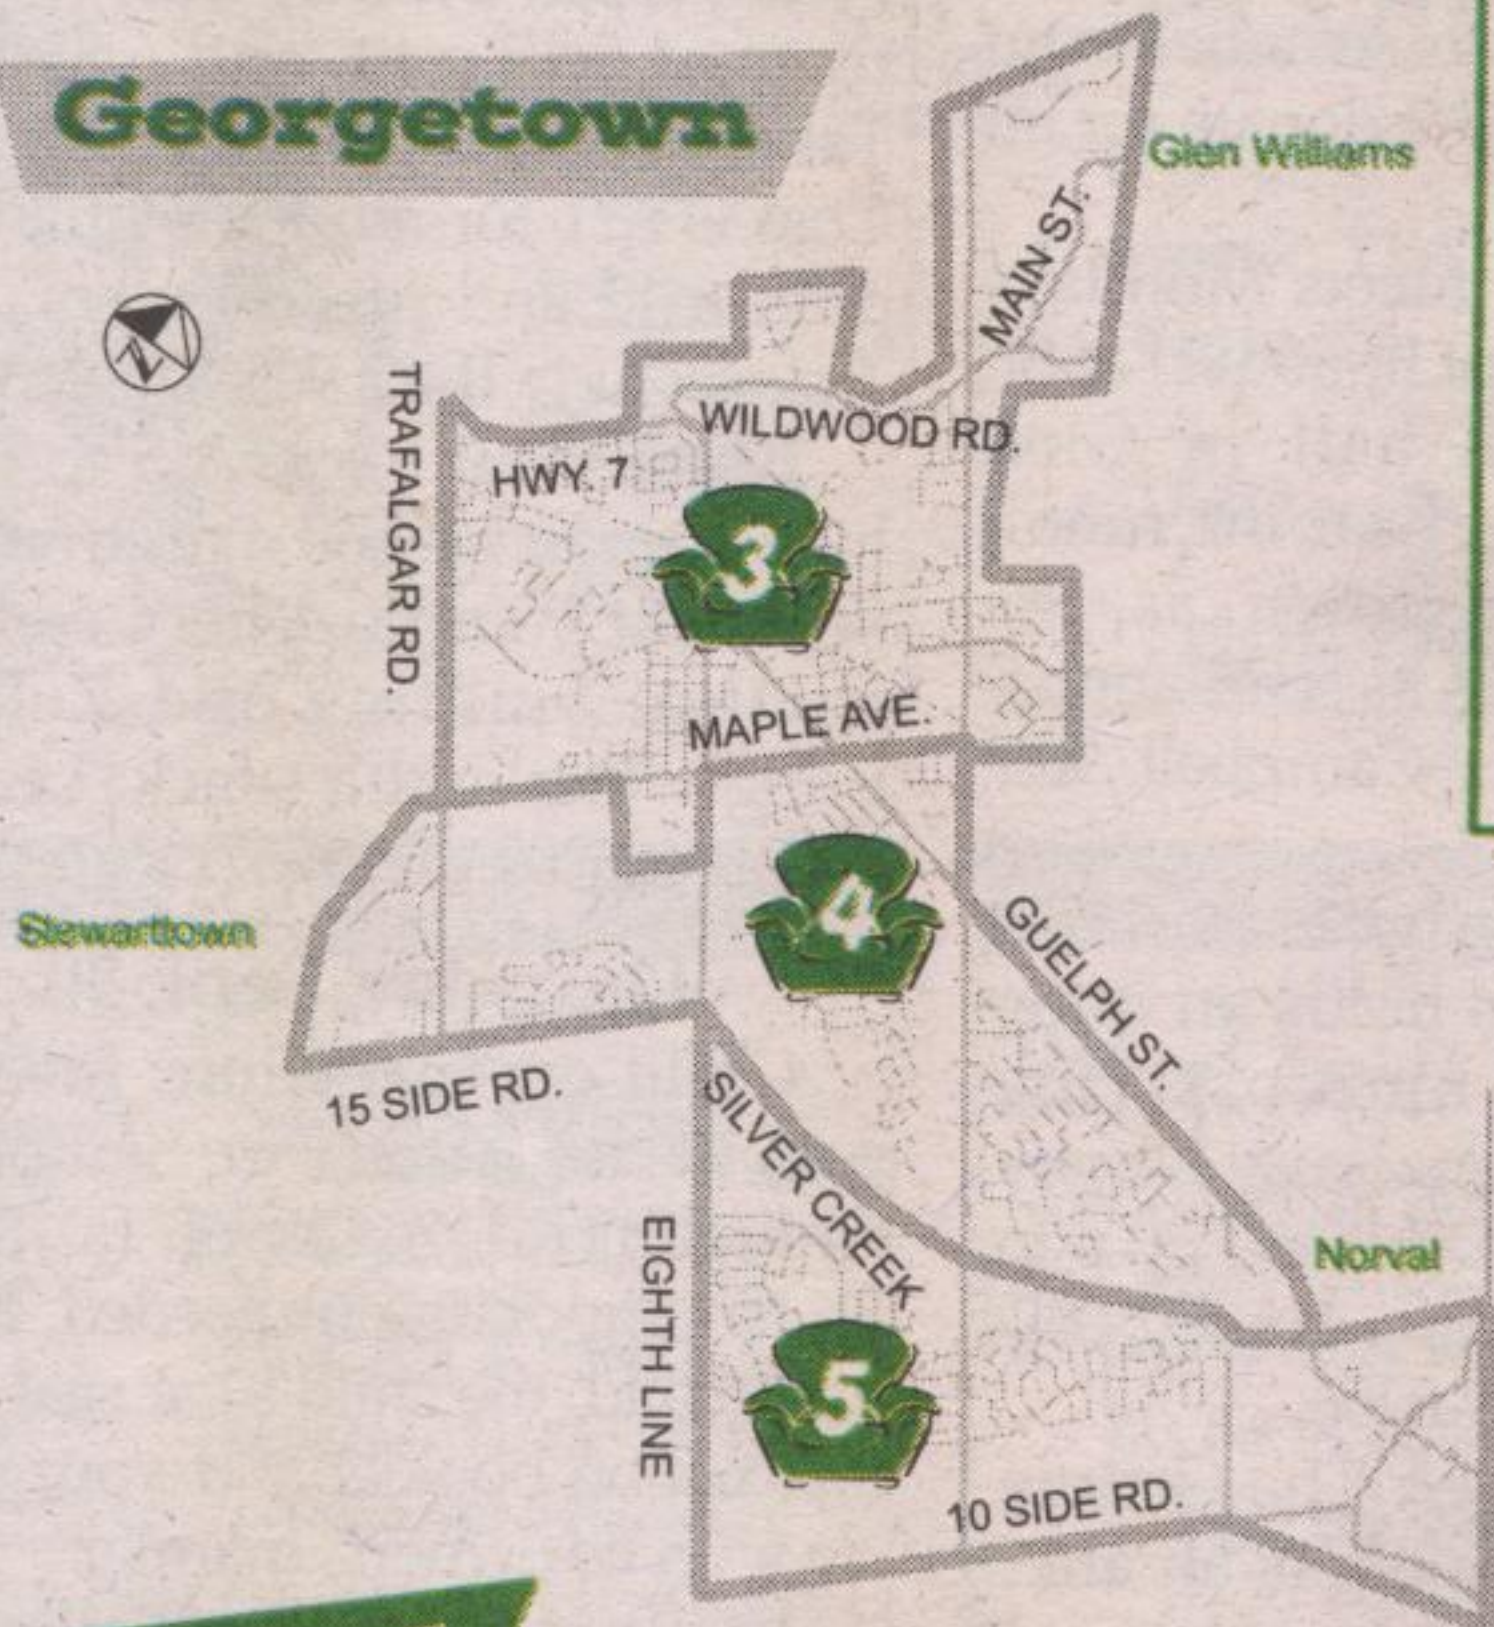 Georgetown
Glen Williams
MAIN ST.
N
TRAFALGAR RD.
WILDWOOD RD.
HWY. 7
3
MAPLE AVE.
4
Stewarttown
GUELPH ST.
15 SIDE RD.
SILVER CREEK
EIGHTH LINE
Norval
5
10 SIDE RD.